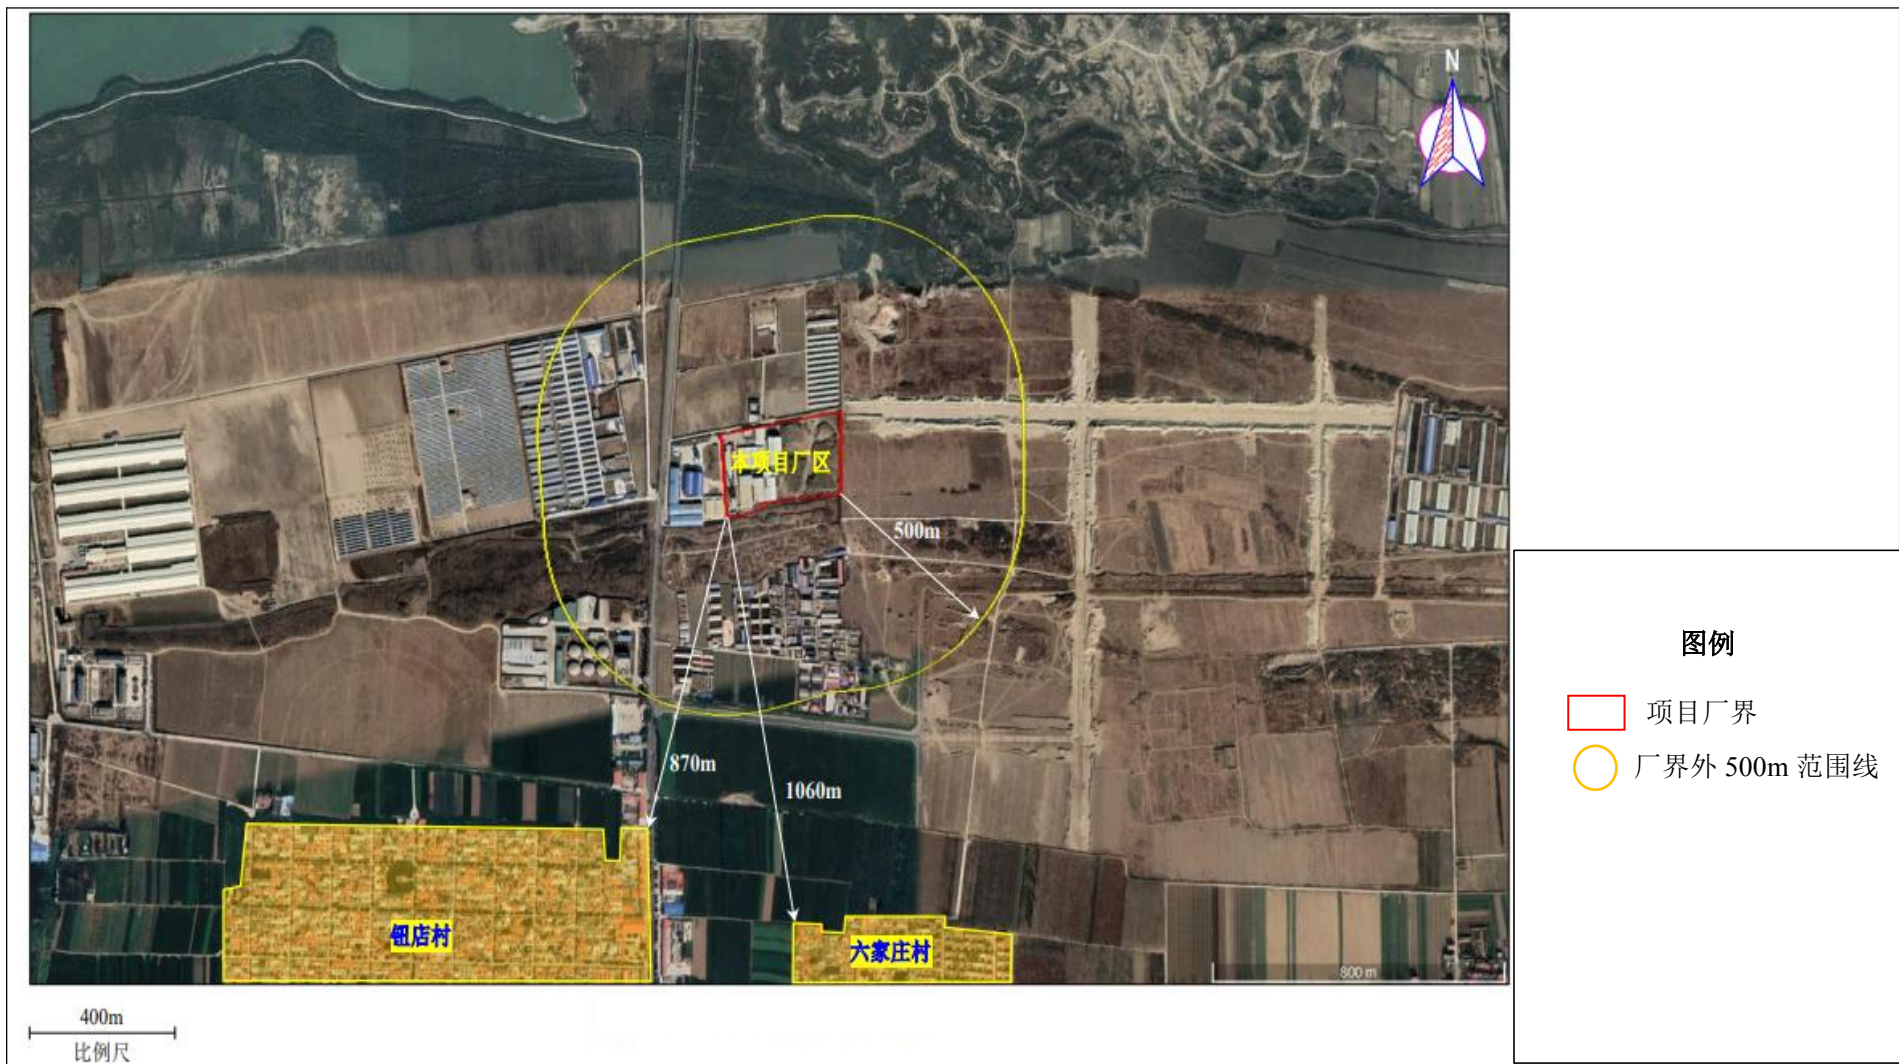 N
本项目厂区
500m
870m
1060m
钮店村
六家庄村
800 m
400m
比例尺
图例
项目厂界
厂界外 500m 范围线